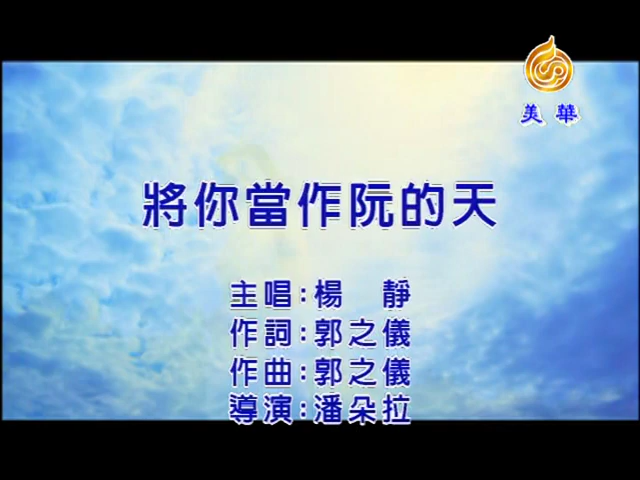 美華
將你當作阮的天
主唱:楊 靜
作詞:郭之儀
作曲:郭之儀
導演:潘朵拉